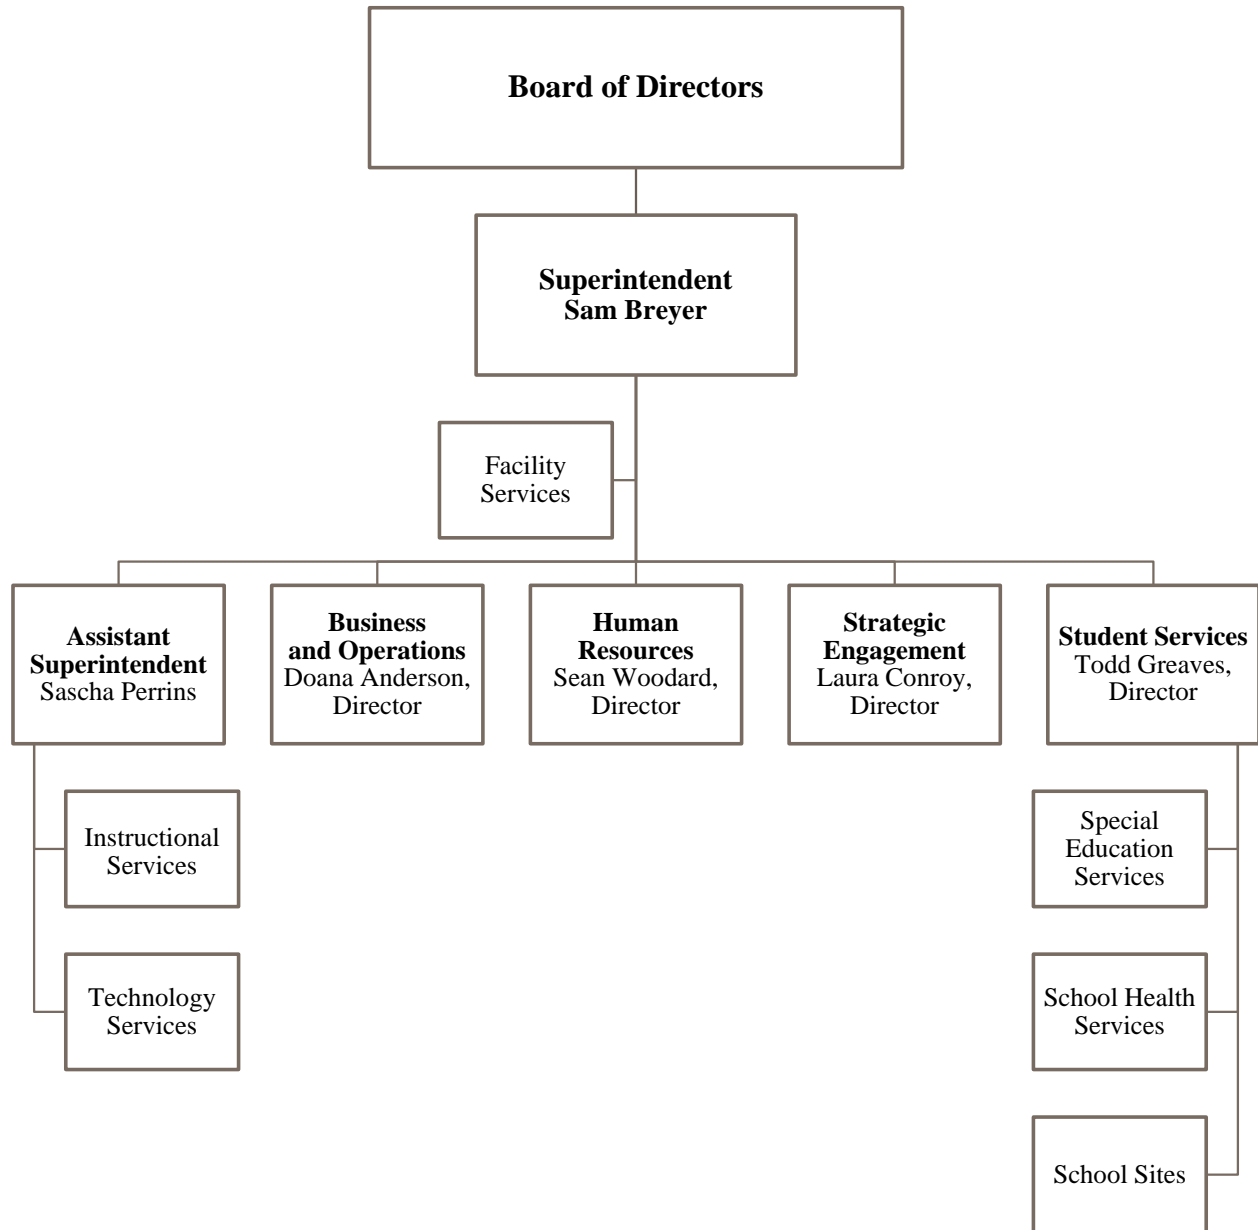 Board of Directors
Superintendent
Sam Breyer
Facility
Services
Assistant
Superintendent
Sascha Perrins
Business
and Operations
Doana Anderson,
Director
Human
Resources
Sean Woodard,
Director
Strategic
Engagement
Laura Conroy,
Director
Student Services
Todd Greaves,
Director
Instructional
Services
Technology
Services
Special
Education
Services
School Health
Services
School Sites